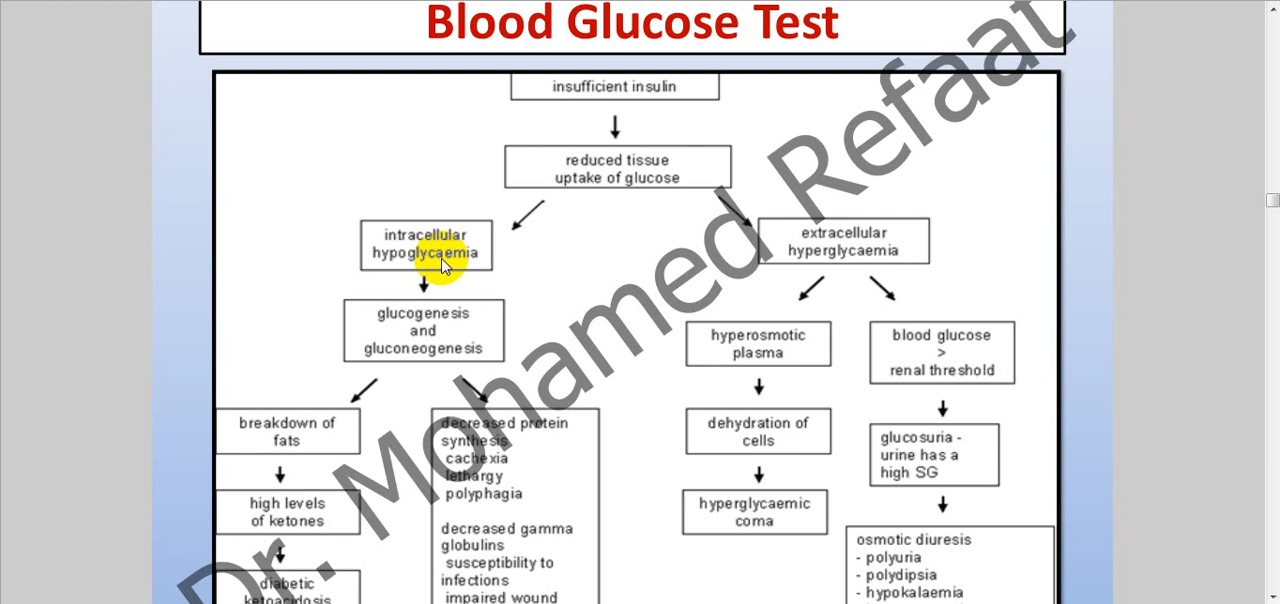 Blood Glucose Test
insufficient insulin
reduced tissue
uptake of glucose
intracellular
hypoglycaemia
extracellular
hyperglycaemia
glucogenesis
and
gluconeogenesis
hyperosmotic
plasma
blood glucose
>
renal threshold
breakdown of
fats
decreased protein
synthesis
cachexia
lethargy
polyphagia
decreased gamma
globulins
susceptibility to
infections
impaired wound
dehydration of
cells
glucosuria -
urine has a
high SG
high levels
of ketones
hyperglycaemic
coma
diabetic
ketoacidosis
osmotic diuresis
- polyuria
- polydipsia
- hypokalaemia
Dr. Mohamed Refaat